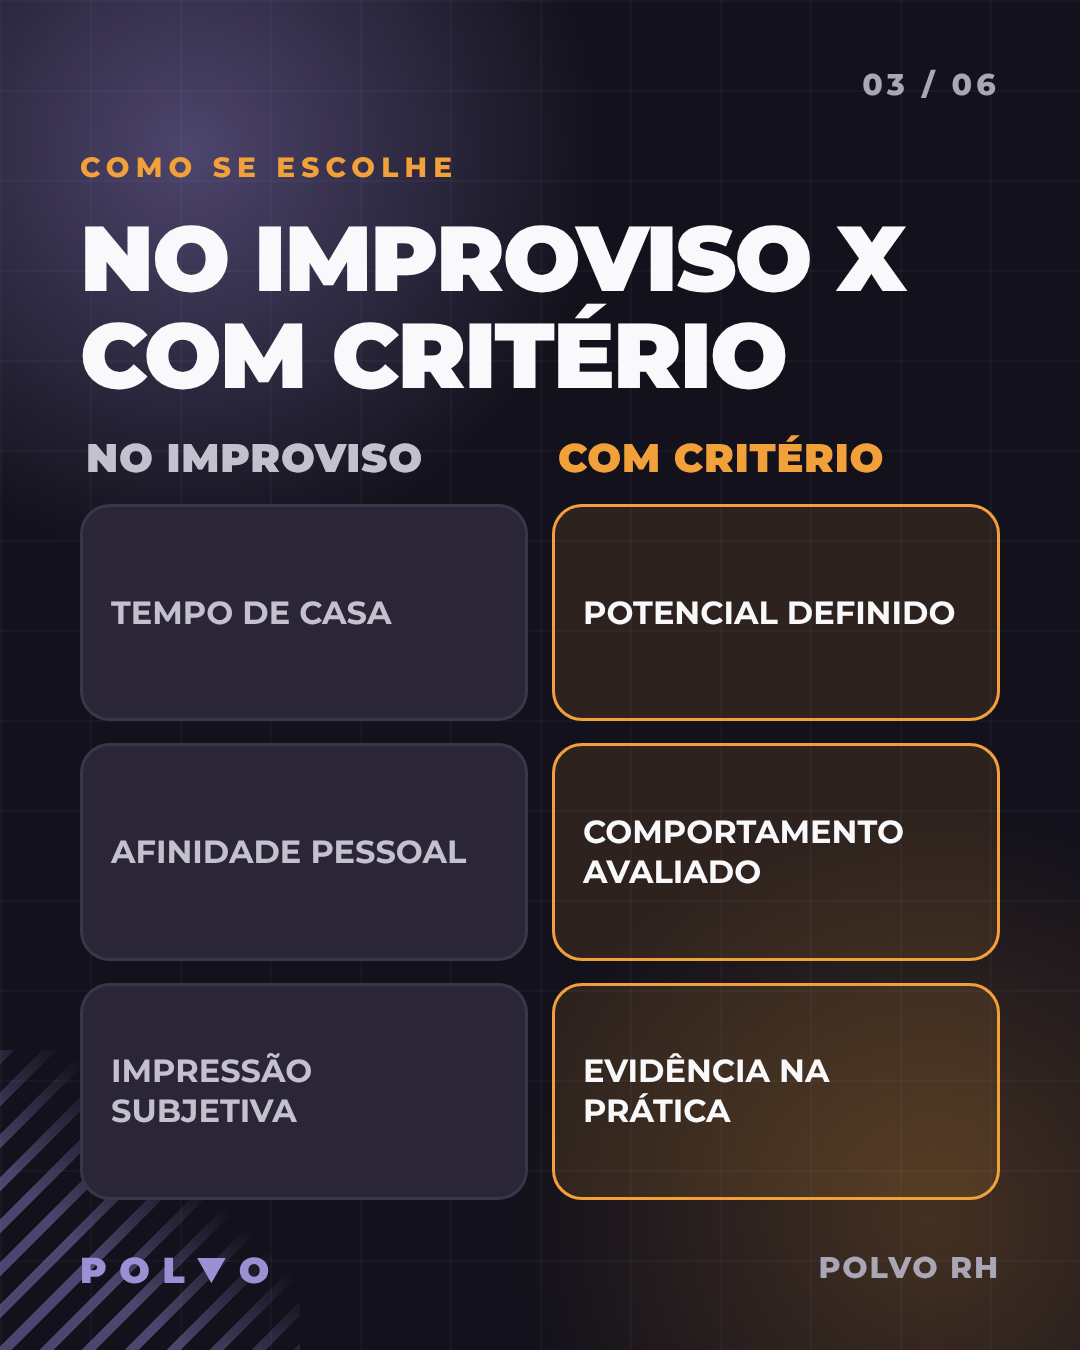 03 / 06
COMO SE ESCOLHE
NO IMPROVISO X
COM CRITÉRIO
NO IMPROVISO
COM CRITÉRIO
TEMPO DE CASA
POTENCIAL DEFINIDO
AFINIDADE PESSOAL
COMPORTAMENTO
AVALIADO
IMPRESSÃO
SUBJETIVA
EVIDÊNCIA NA
PRÁTICA
POLVO
POLVO RH